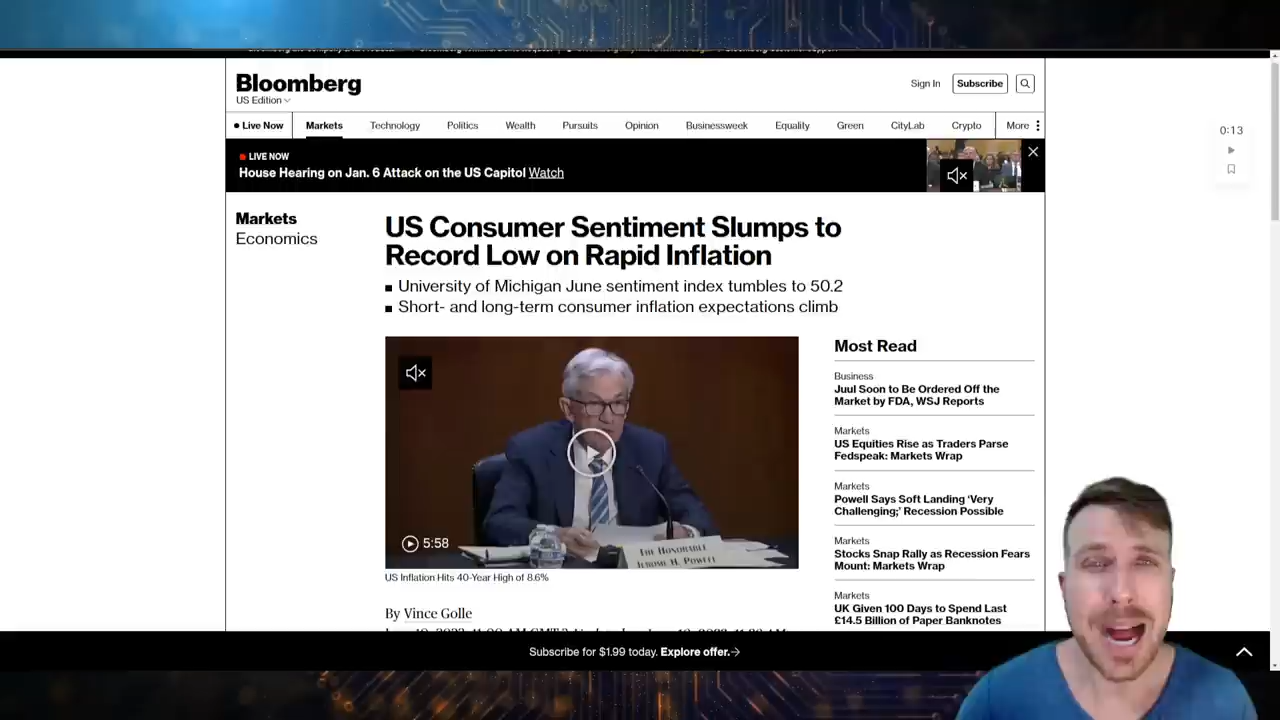 Bloomberg
US Edition
Sign In
Subscribe
Live Now
Markets
Technology
Politics
Wealth
Pursuits
Opinion
Businessweek
Equality
Green
CityLab
Crypto
More
0:13
LIVE NOW
House Hearing on Jan. 6 Attack on the US Capitol Watch
Markets
Economics
US Consumer Sentiment Slumps to
Record Low on Rapid Inflation
University of Michigan June sentiment index tumbles to 50.2
Short- and long-term consumer inflation expectations climb
THE HONORABLE
JEROME H. POWELL
5:58
US Inflation Hits 40-Year High of 8.6%
By Vince Golle
Most Read
Business
Juul Soon to Be Ordered Off the
Market by FDA, WSJ Reports
Markets
US Equities Rise as Traders Parse
Fedspeak: Markets Wrap
Markets
Powell Says Soft Landing ‘Very
Challenging;’ Recession Possible
Markets
Stocks Snap Rally as Recession Fears
Mount: Markets Wrap
Markets
UK Given 100 Days to Spend Last
£14.5 Billion of Paper Banknotes
Subscribe for $1.99 today. Explore offer.